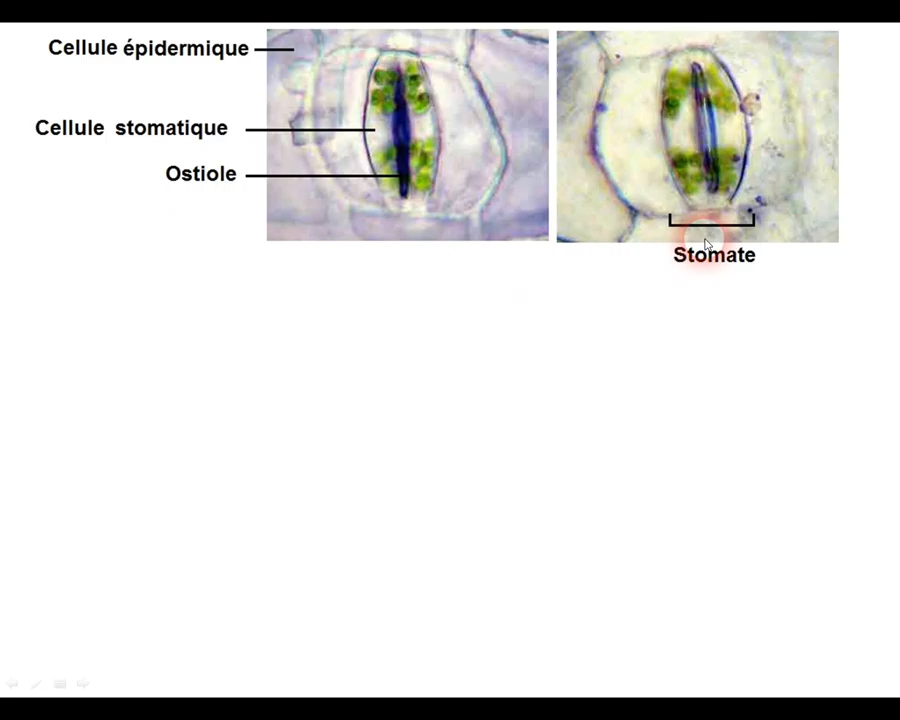 Cellule épidermique
Cellule stomatique
Ostiole
Stomate